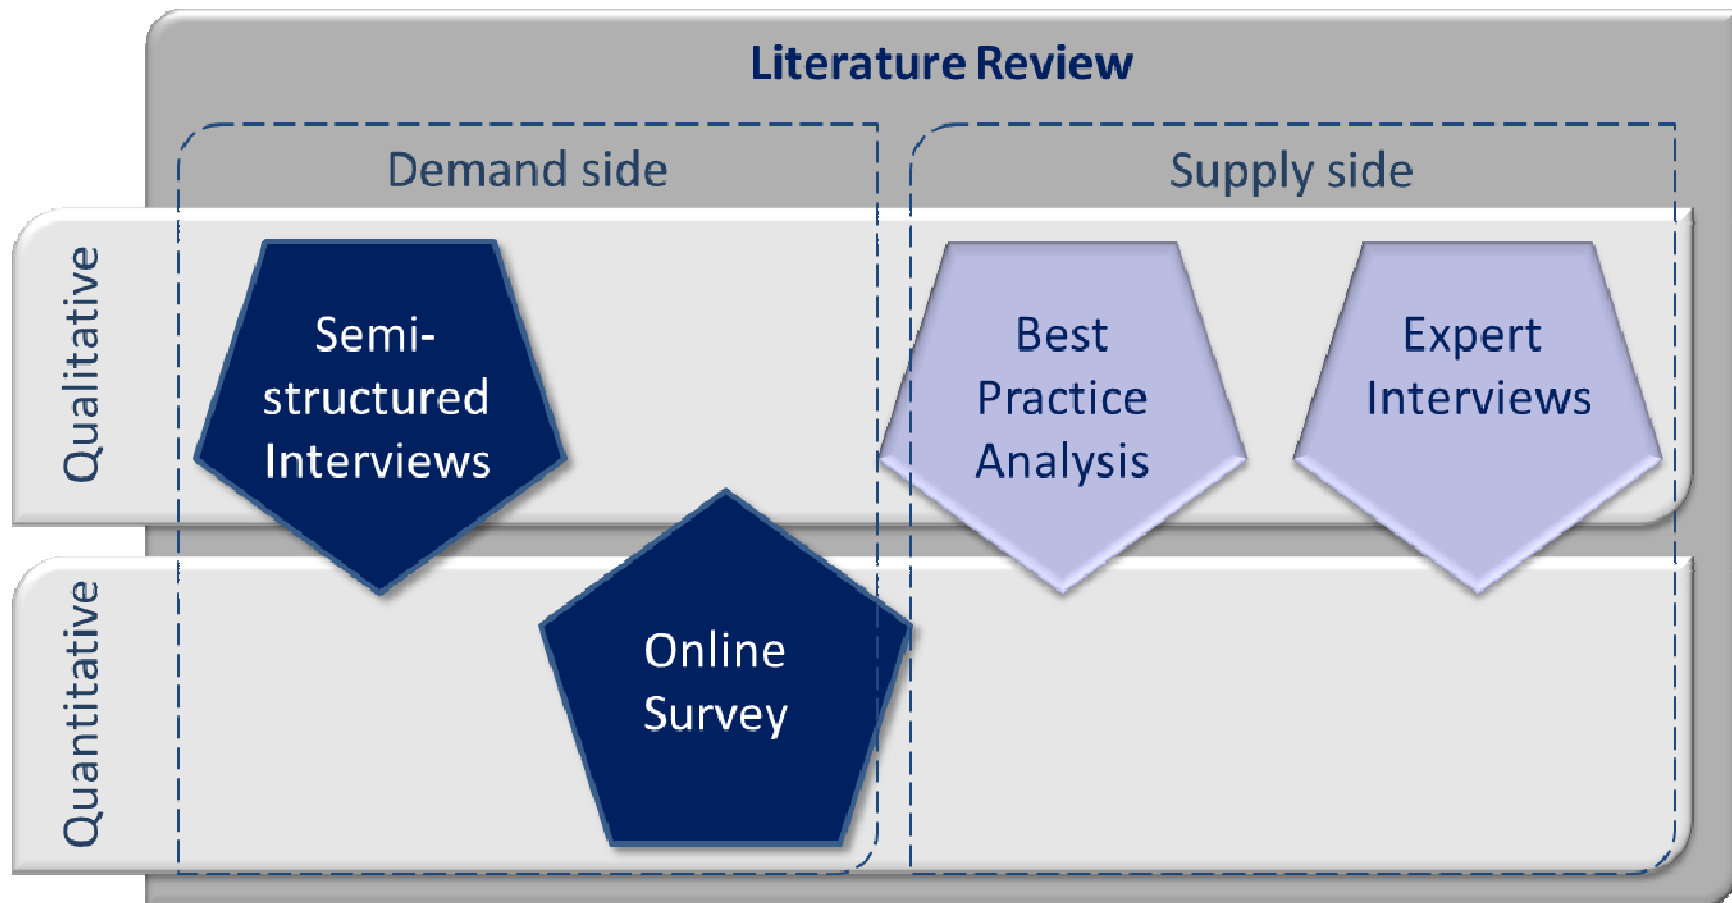 Literature Review
Demand side
Supply side
Qualitative
Semi-
structured
Interviews
Best
Practice
Analysis
Expert
Interviews
Quantitative
Online
Survey